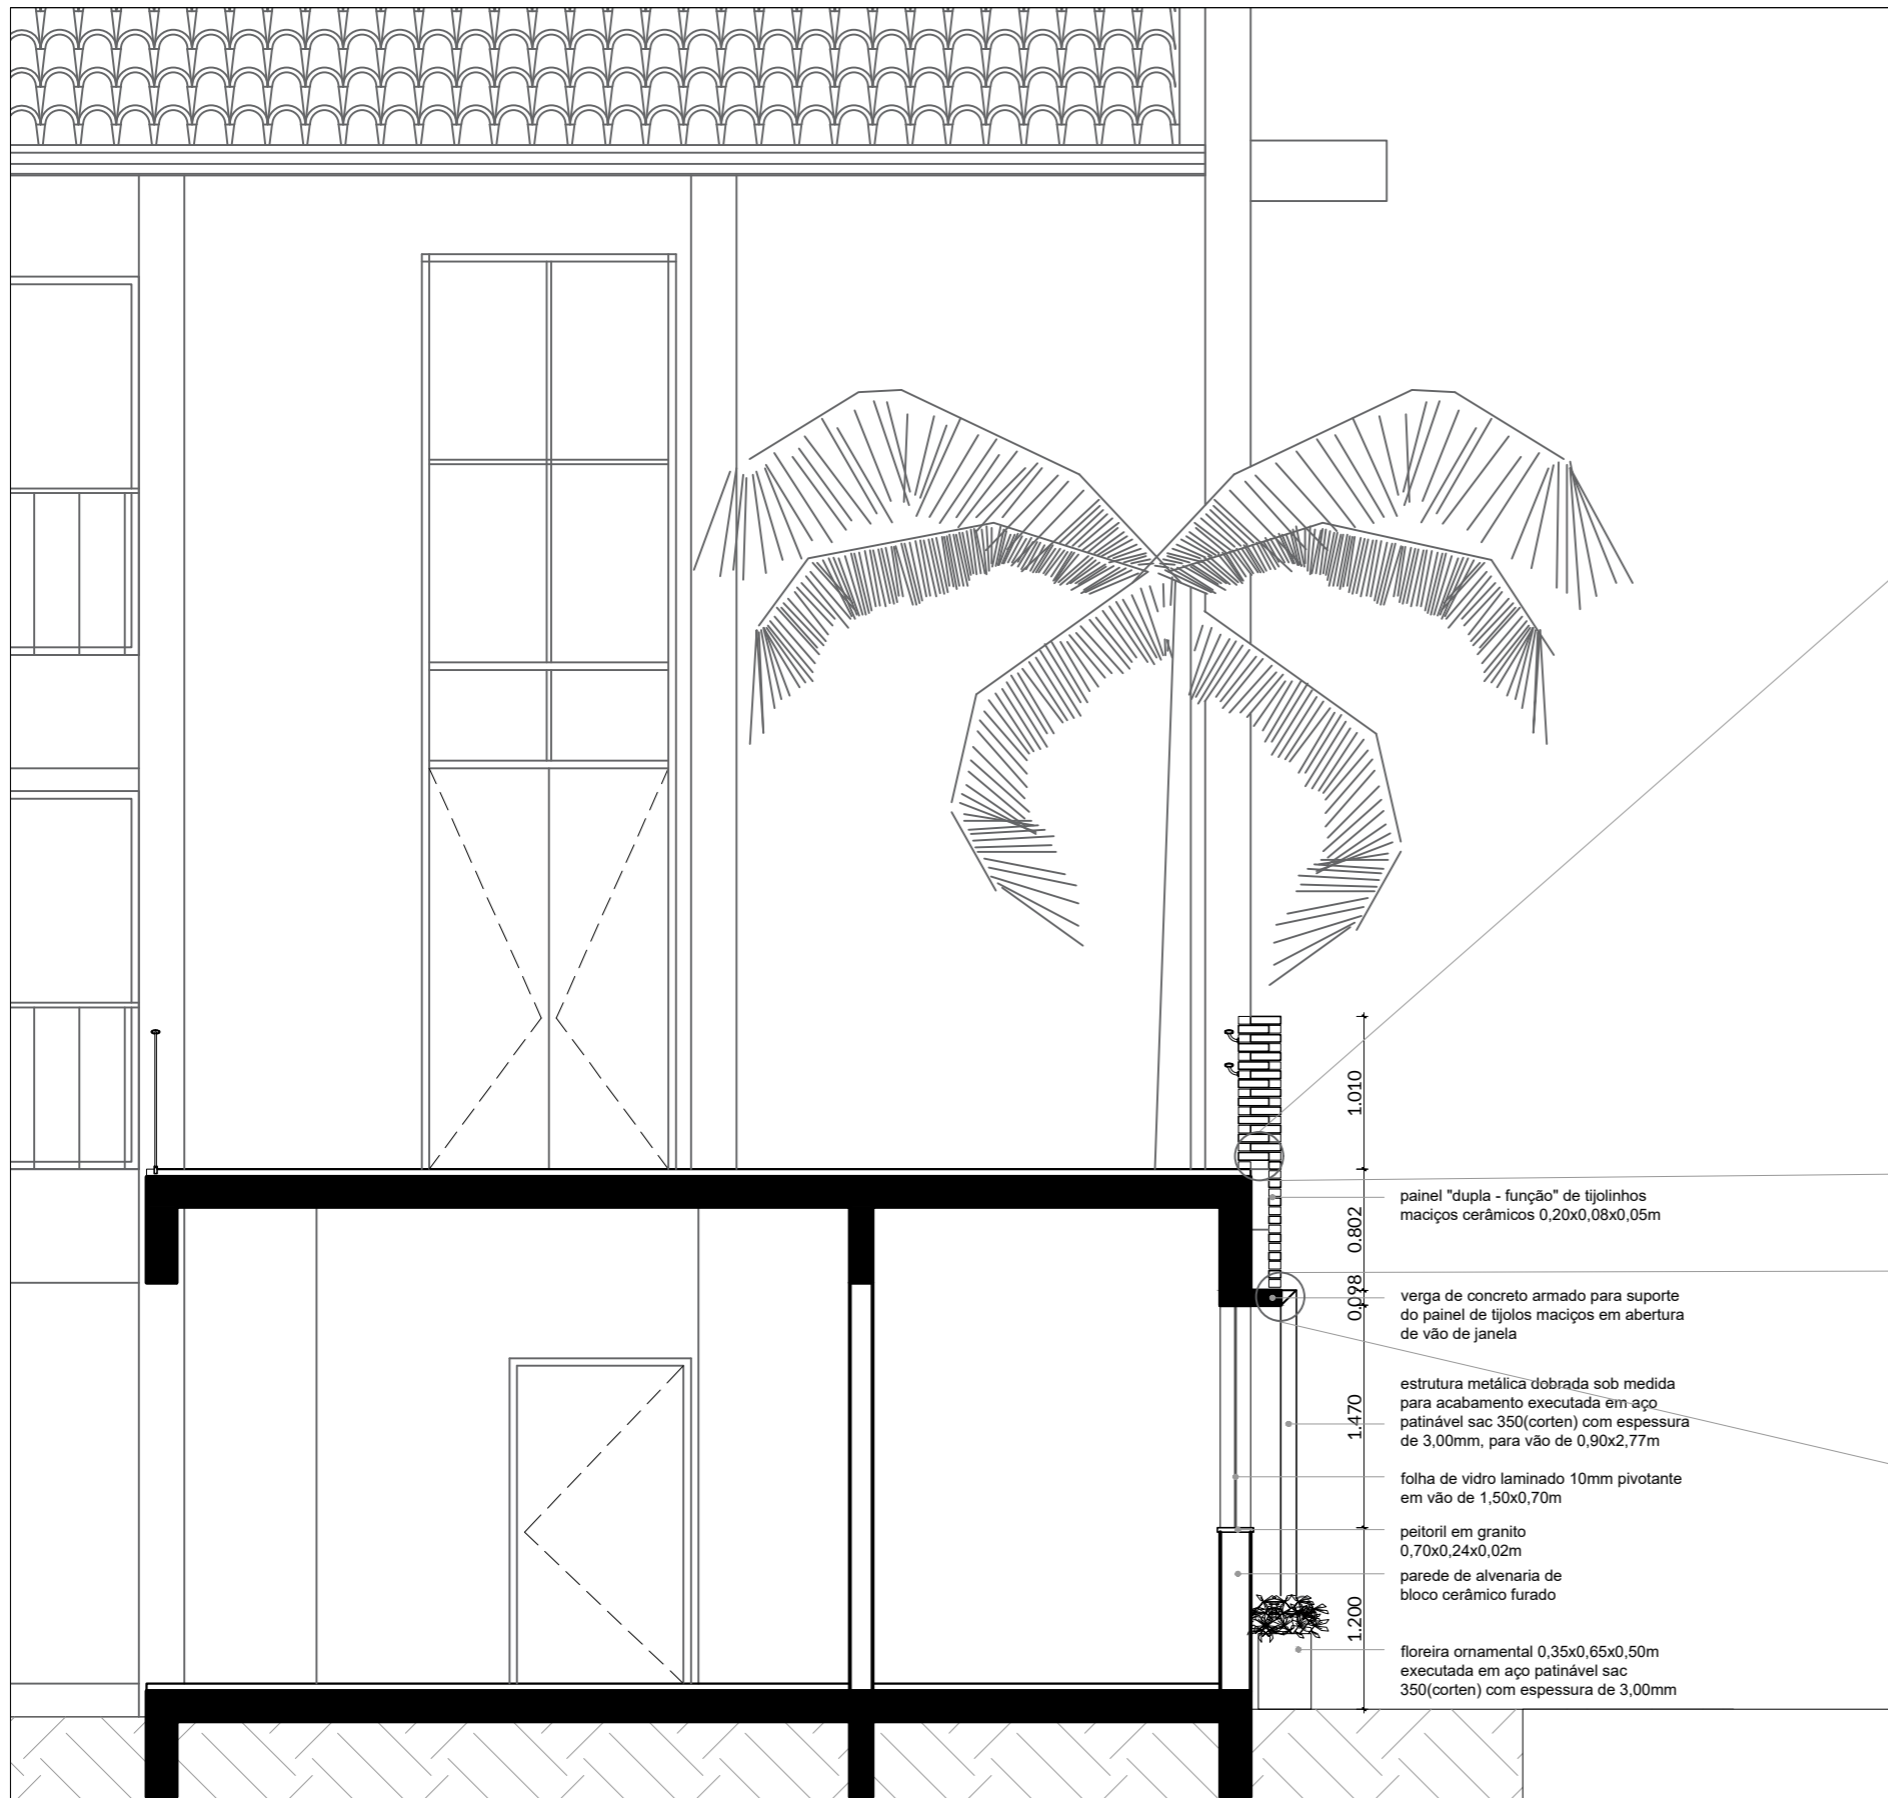 1.010
painel "dupla - função" de tijolinhos
maciços cerâmicos 0,20x0,08x0,05m
0.802
0.098
verga de concreto armado para suporte
do painel de tijolos maciços em abertura
de vão de janela
estrutura metálica dobrada sob medida
para acabamento executada em aço
patinável sac 350(corten) com espessura
de 3,00mm, para vão de 0,90x2,77m
1.470
folha de vidro laminado 10mm pivotante
em vão de 1,50x0,70m
peitoril em granito
0,70x0,24x0,02m
parede de alvenaria de
bloco cerâmico furado
1.200
floreira ornamental 0,35x0,65x0,50m
executada em aço patinável sac
350(corten) com espessura de 3,00mm